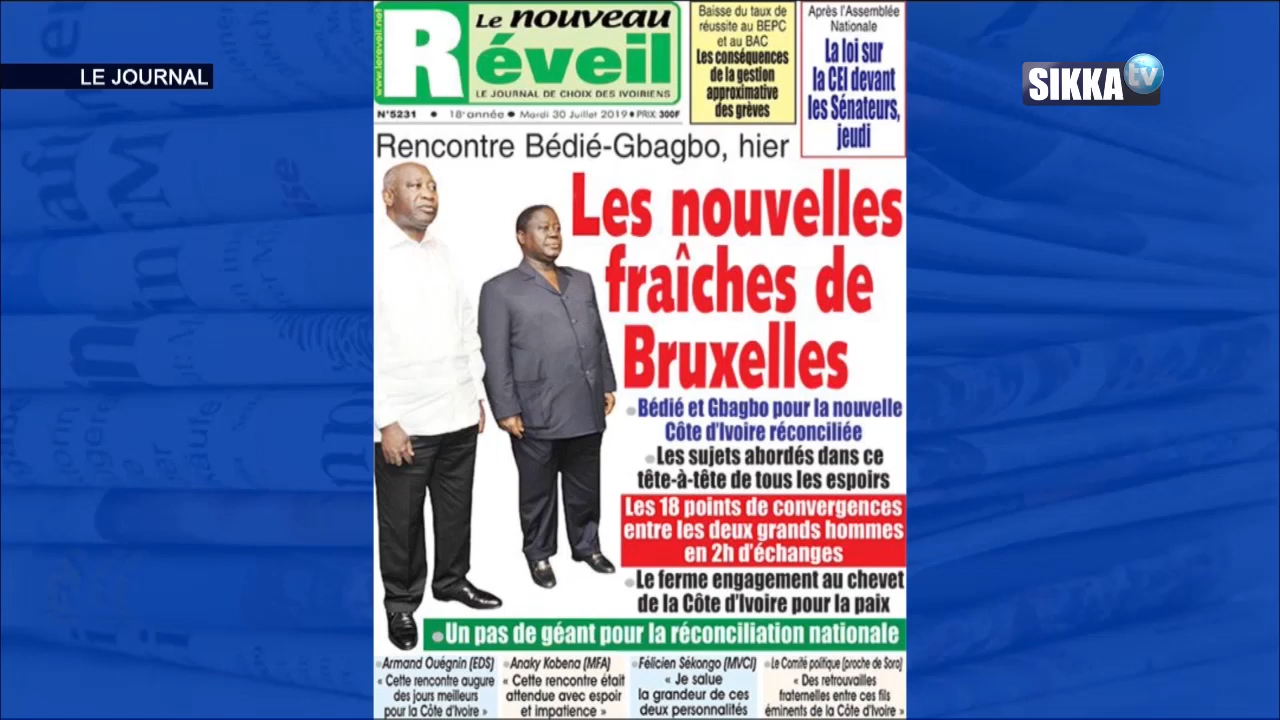 LE JOURNAL
SIKKA tv
www.lereveil.net
Le nouveau
Réveil
LE JOURNAL DE CHOIX DES IVOIRIENS
N°5231 • 18e année • Mardi 30 Juillet 2019 • PRIX: 300F
Baisse du taux de
réussite au BEPC
et au BAC
Les conséquences
de la gestion
approximative
des grèves
Après l'Assemblée
Nationale
La loi sur
la CEI devant
les Sénateurs,
jeudi
Rencontre Bédié-Gbagbo, hier
Les nouvelles
fraîches de
Bruxelles
•Bédié et Gbagbo pour la nouvelle
Côte d'Ivoire réconciliée
•Les sujets abordés dans ce
tête-à-tête de tous les espoirs
Les 18 points de convergences
entre les deux grands hommes
en 2h d'échanges
•Le ferme engagement au chevet
de la Côte d'Ivoire pour la paix
•Un pas de géant pour la réconciliation nationale
•Armand Ouégnin (EDS)
« Cette rencontre augure
des jours meilleurs
pour la Côte d'Ivoire »
•Anaky Kobena (MFA)
« Cette rencontre était
attendue avec espoir
et impatience »
•Félicien Sékongo (MVCI)
« Je salue
la grandeur de ces
deux personnalités
•Le Comité politique (proche de Soro)
« Des retrouvailles
fraternelles entre ces fils
éminents de la Côte d'Ivoire »